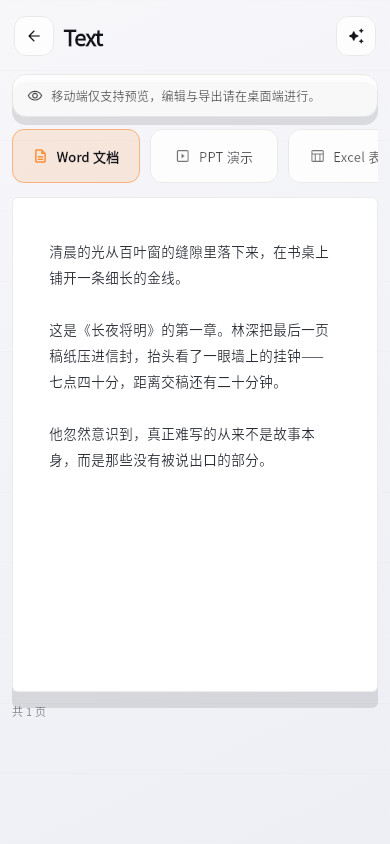 Text
移动端仅支持预览，编辑与导出请在桌面端进行。
Word 文档
PPT 演示
Excel 表
清晨的光从百叶窗的缝隙里落下来，在书桌上
铺开一条细长的金线。
这是《长夜将明》的第一章。林深把最后一页
稿纸压进信封，抬头看了一眼墙上的挂钟——
七点四十分，距离交稿还有二十分钟。
他忽然意识到，真正难写的从来不是故事本
身，而是那些没有被说出口的部分。
共 1 页